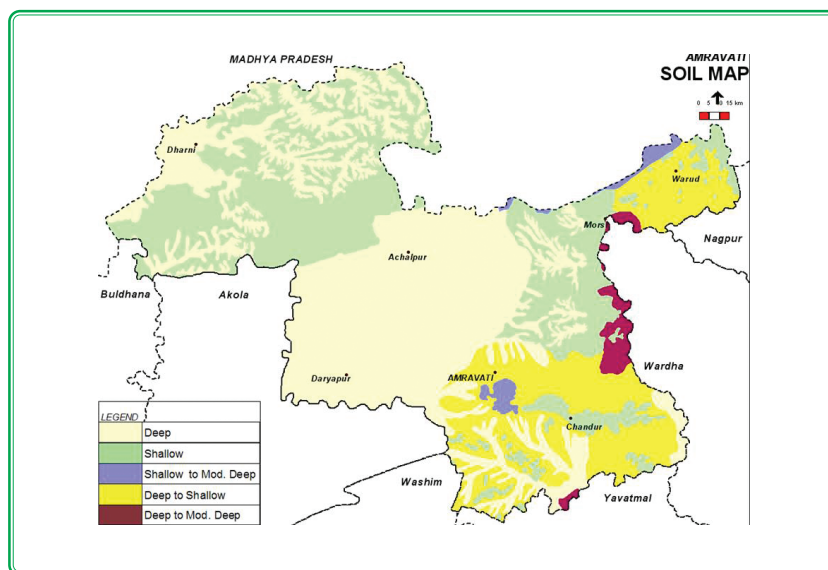 AMRAVATI
SOIL MAP
0 5 10 15 km
MADHYA PRADESH
Dharni
Warud
Mors
Nagpur
Achalpur
Buldhana
Akola
Wardha
Daryapur
AMRAVATI
Chandur
Washim
Yavatmal
LEGEND
Deep
Shallow
Shallow to Mod. Deep
Deep to Shallow
Deep to Mod. Deep